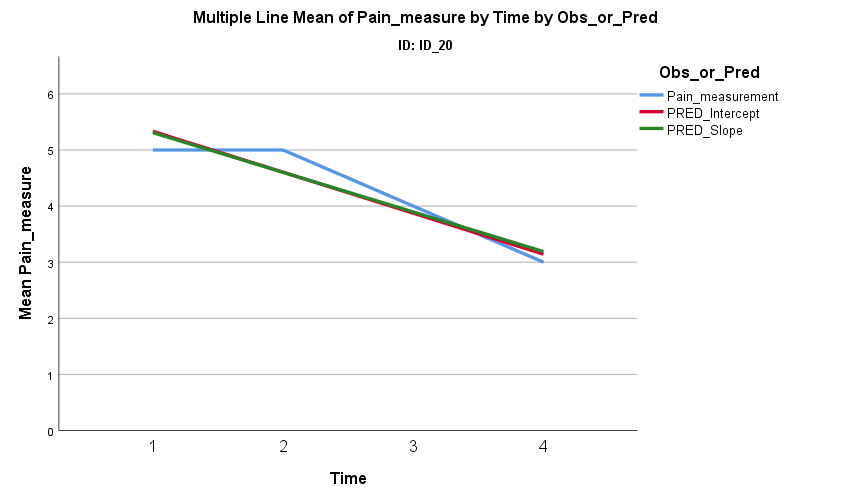 Multiple Line Mean of Pain_measure by Time by Obs_or_Pred
ID: ID_20
Obs_or_Pred
Pain_measurement
PRED_Intercept
PRED_Slope
Mean Pain_measure
6
5
4
3
2
1
0
1 2 3 4
Time